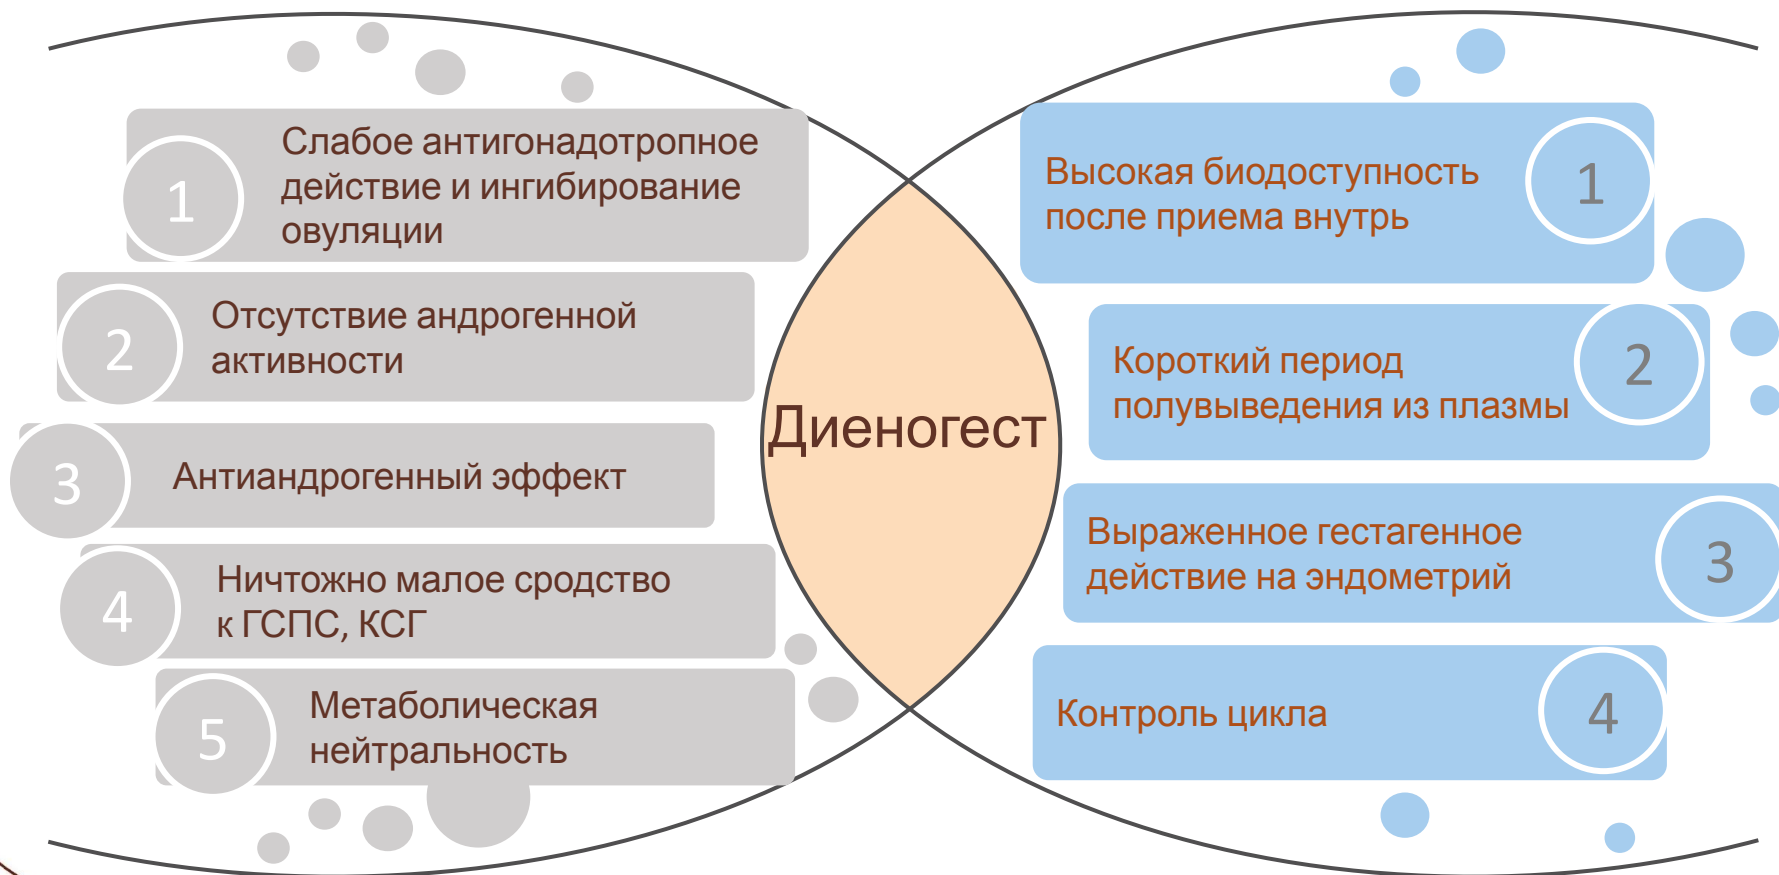 1
Слабое антигонадотропное
действие и ингибирование
овуляции
2
Отсутствие андрогенной
активности
3
Антиандрогенный эффект
4
Ничтожно малое сродство
к ГСПС, КСГ
5
Метаболическая
нейтральность
Диеногест
Высокая биодоступность
после приема внутрь
1
Короткий период
полувыведения из плазмы
2
Выраженное гестагенное
действие на эндометрий
3
Контроль цикла
4